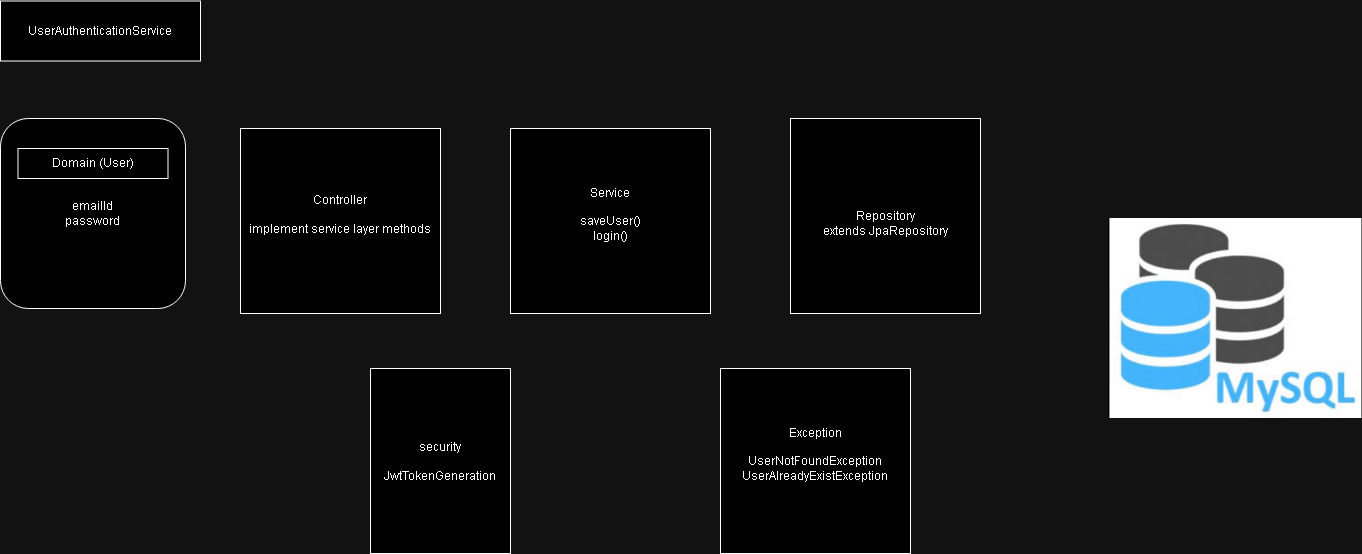 UserAuthenticationService
Domain (User)
emailId
password
Controller
implement service layer methods
Service
saveUser()
login()
Repository
extends JpaRepository
MySQL
security
JwtTokenGeneration
Exception
UserNotFoundException
UserAlreadyExistException